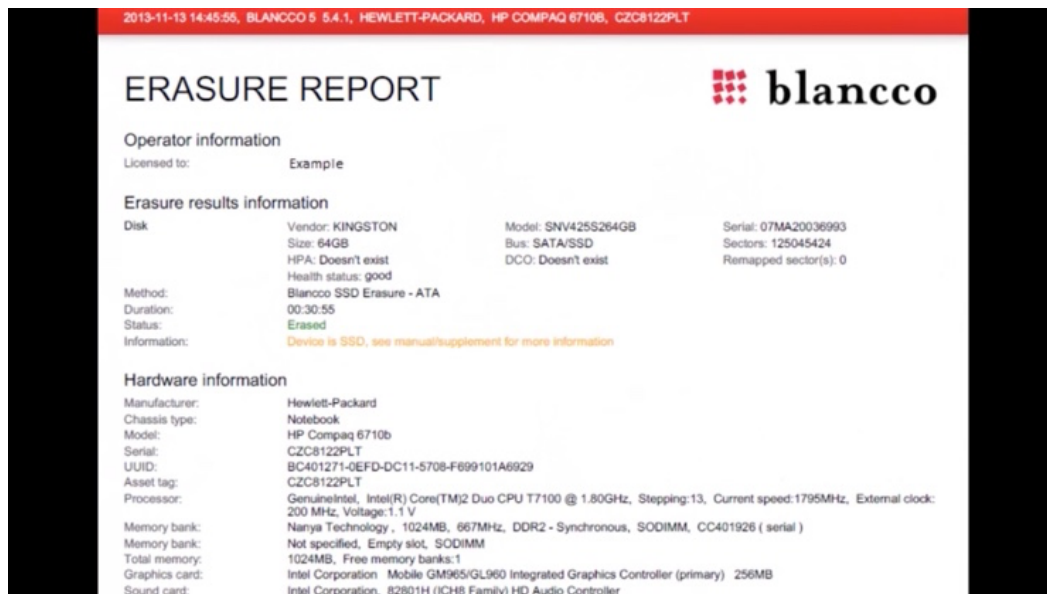 2013-11-13 14:45:55, BLANCCO 5 5.4.1, HEWLETT-PACKARD, HP COMPAQ 6710B, CZC8122PLT
ERASURE REPORT
blancco
Operator information
Licensed to: Example
Erasure results information
Disk Vendor: KINGSTON Model: SNV425S264GB Serial: 07MA20036993
Size: 64GB Bus: SATA/SSD Sectors: 125045424
HPA: Doesn't exist DCO: Doesn't exist Remapped sector(s): 0
Health status: good
Method: Blancco SSD Erasure - ATA
Duration: 00:30:55
Status: Erased
Information: Device is SSD, see manual/supplement for more information
Hardware information
Manufacturer: Hewlett-Packard
Chassis type: Notebook
Model: HP Compaq 6710b
Serial: CZC8122PLT
UUID: BC401271-0EFD-DC11-5708-F699101A6929
Asset tag: CZC8122PLT
Processor: GenuineIntel, Intel(R) Core(TM)2 Duo CPU T7100 @ 1.80GHz, Stepping:13, Current speed:1795MHz, External clock:
200 MHz, Voltage:1.1 V
Memory bank: Nanya Technology , 1024MB, 667MHz, DDR2 - Synchronous, SODIMM, CC401926 ( serial )
Memory bank: Not specified, Empty slot, SODIMM
Total memory: 1024MB, Free memory banks:1
Graphics card: Intel Corporation Mobile GM965/GL960 Integrated Graphics Controller (primary) 256MB
Sound card: Intel Corporation, 82801H (ICH8 Family) HD Audio Controller